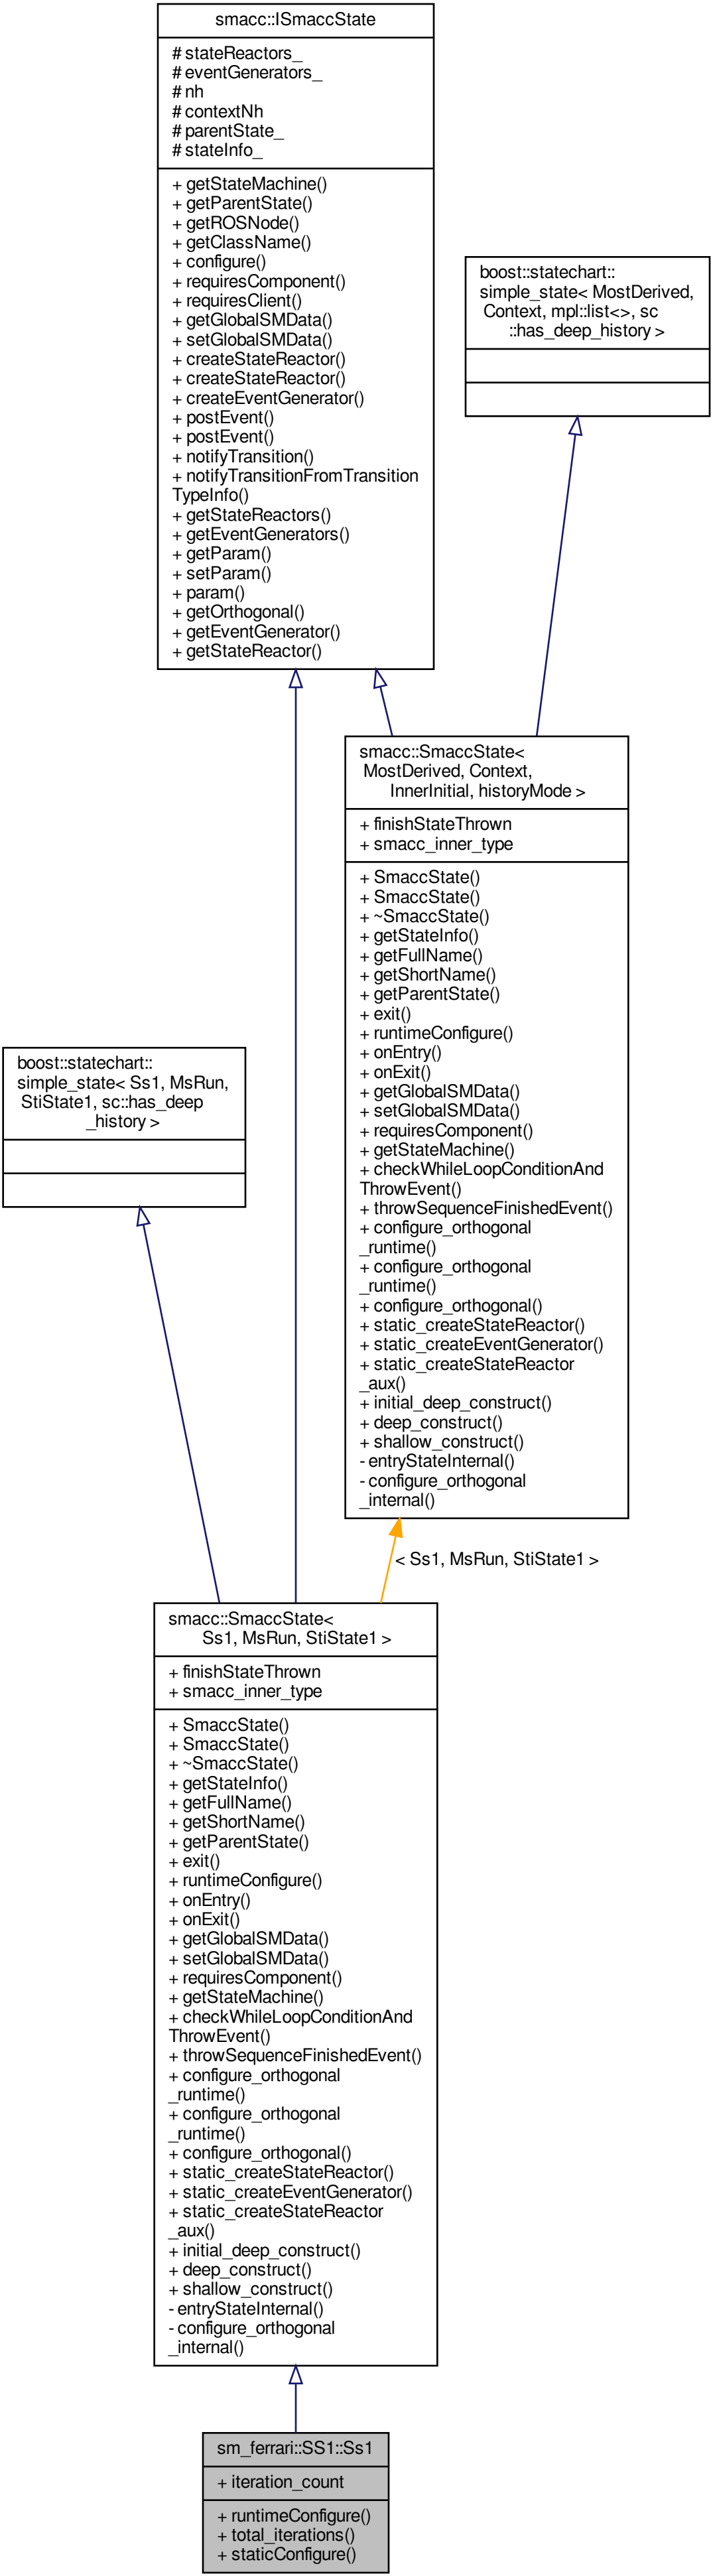 smacc::ISmaccState
# stateReactors_
# eventGenerators_
# nh
# contextNh
# parentState_
# stateInfo_
+ getStateMachine()
+ getParentState()
+ getROSNode()
+ getClassName()
+ configure()
+ requiresComponent()
+ requiresClient()
+ getGlobalSMData()
+ setGlobalSMData()
+ createStateReactor()
+ createStateReactor()
+ createEventGenerator()
+ postEvent()
+ postEvent()
+ notifyTransition()
+ notifyTransitionFromTransition
TypeInfo()
+ getStateReactors()
+ getEventGenerators()
+ getParam()
+ setParam()
+ param()
+ getOrthogonal()
+ getEventGenerator()
+ getStateReactor()
boost::statechart::
simple_state< MostDerived,
Context, mpl::list<>, sc
::has_deep_history >
smacc::SmaccState<
MostDerived, Context,
InnerInitial, historyMode >
+ finishStateThrown
+ smacc_inner_type
+ SmaccState()
+ SmaccState()
+ ~SmaccState()
+ getStateInfo()
+ getFullName()
+ getShortName()
+ getParentState()
+ exit()
+ runtimeConfigure()
+ onEntry()
+ onExit()
+ getGlobalSMData()
+ setGlobalSMData()
+ requiresComponent()
+ getStateMachine()
+ checkWhileLoopConditionAnd
ThrowEvent()
+ throwSequenceFinishedEvent()
+ configure_orthogonal
_runtime()
+ configure_orthogonal
_runtime()
+ configure_orthogonal()
+ static_createStateReactor()
+ static_createEventGenerator()
+ static_createStateReactor
_aux()
+ initial_deep_construct()
+ deep_construct()
+ shallow_construct()
- entryStateInternal()
- configure_orthogonal
_internal()
boost::statechart::
simple_state< Ss1, MsRun,
StiState1, sc::has_deep
_history >
< Ss1, MsRun, StiState1 >
smacc::SmaccState<
Ss1, MsRun, StiState1 >
+ finishStateThrown
+ smacc_inner_type
+ SmaccState()
+ SmaccState()
+ ~SmaccState()
+ getStateInfo()
+ getFullName()
+ getShortName()
+ getParentState()
+ exit()
+ runtimeConfigure()
+ onEntry()
+ onExit()
+ getGlobalSMData()
+ setGlobalSMData()
+ requiresComponent()
+ getStateMachine()
+ checkWhileLoopConditionAnd
ThrowEvent()
+ throwSequenceFinishedEvent()
+ configure_orthogonal
_runtime()
+ configure_orthogonal
_runtime()
+ configure_orthogonal()
+ static_createStateReactor()
+ static_createEventGenerator()
+ static_createStateReactor
_aux()
+ initial_deep_construct()
+ deep_construct()
+ shallow_construct()
- entryStateInternal()
- configure_orthogonal
_internal()
sm_ferrari::SS1::Ss1
+ iteration_count
+ runtimeConfigure()
+ total_iterations()
+ staticConfigure()